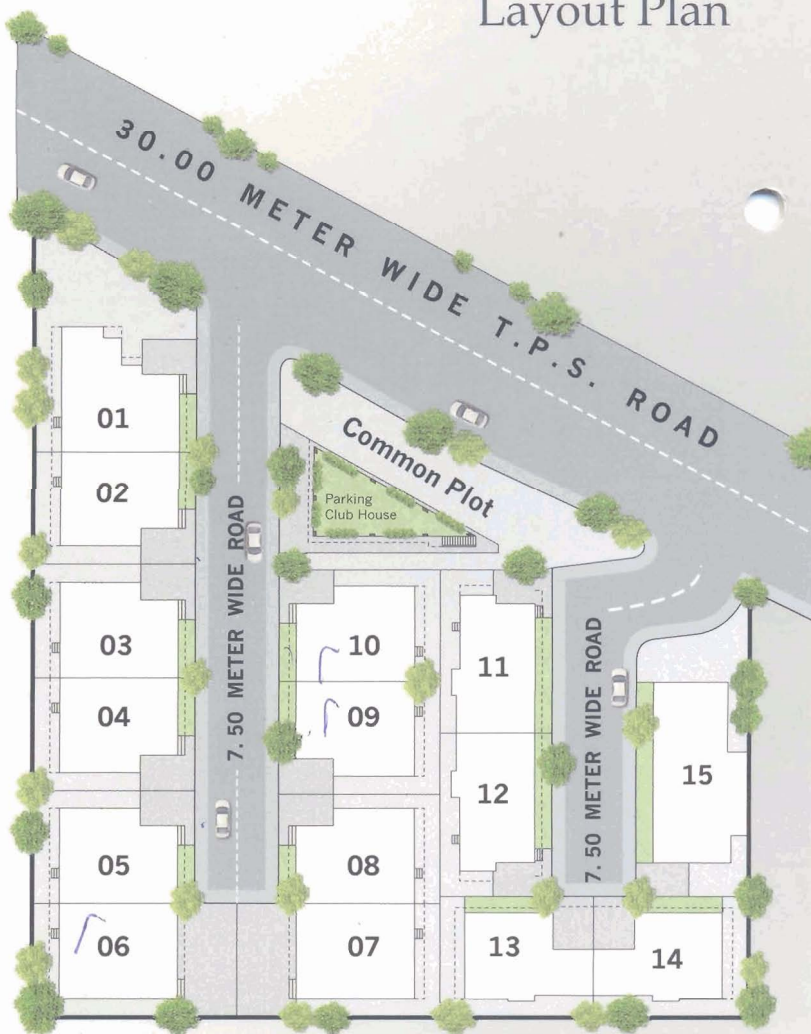 Layout Plan
30.00 METER WIDE T.P.S. ROAD
Common Plot
Parking
Club House
7.50 METER WIDE ROAD
7.50 METER WIDE ROAD
01
02
03
04
05
06
10
09
08
07
11
12
13
14
15